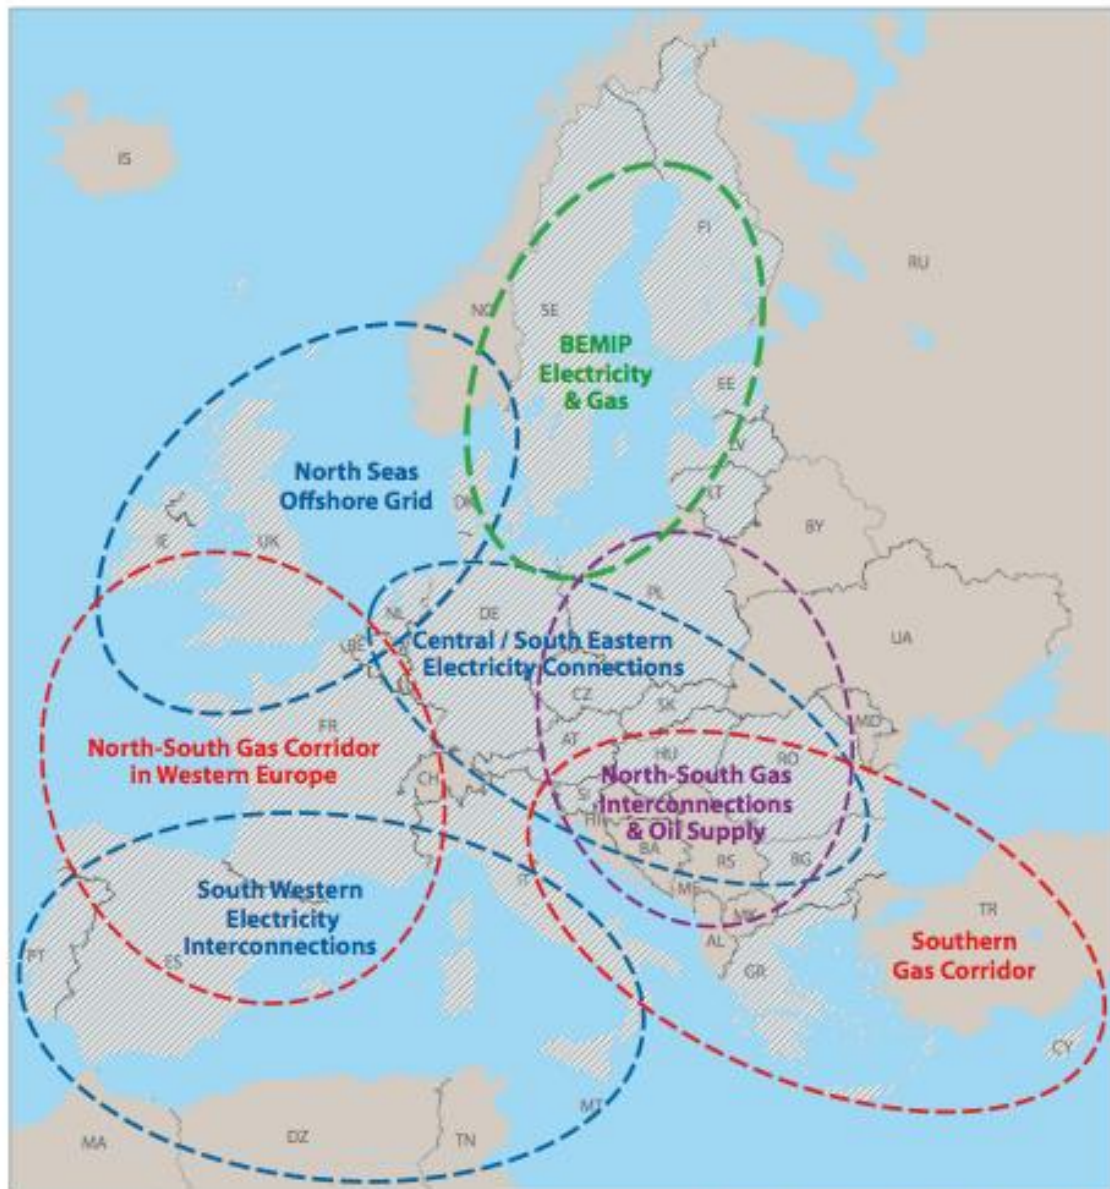 IS
FI
RU
NO
SE
BEMIP
Electricity
& Gas
EE
LV
North Seas
Offshore Grid
DK
LT
BY
IE
UK
PL
NL
DE
UA
BE
Central / South Eastern
Electricity Connections
CZ
SK
FR
AT
MD
North-South Gas Corridor
in Western Europe
HU
RO
CH
North-South Gas
Interconnections
& Oil Supply
BA
RS
BG
IT
ME
South Western
Electricity
Interconnections
MK
TR
AL
Southern
Gas Corridor
PT
ES
GR
CY
MT
MA
DZ
TN